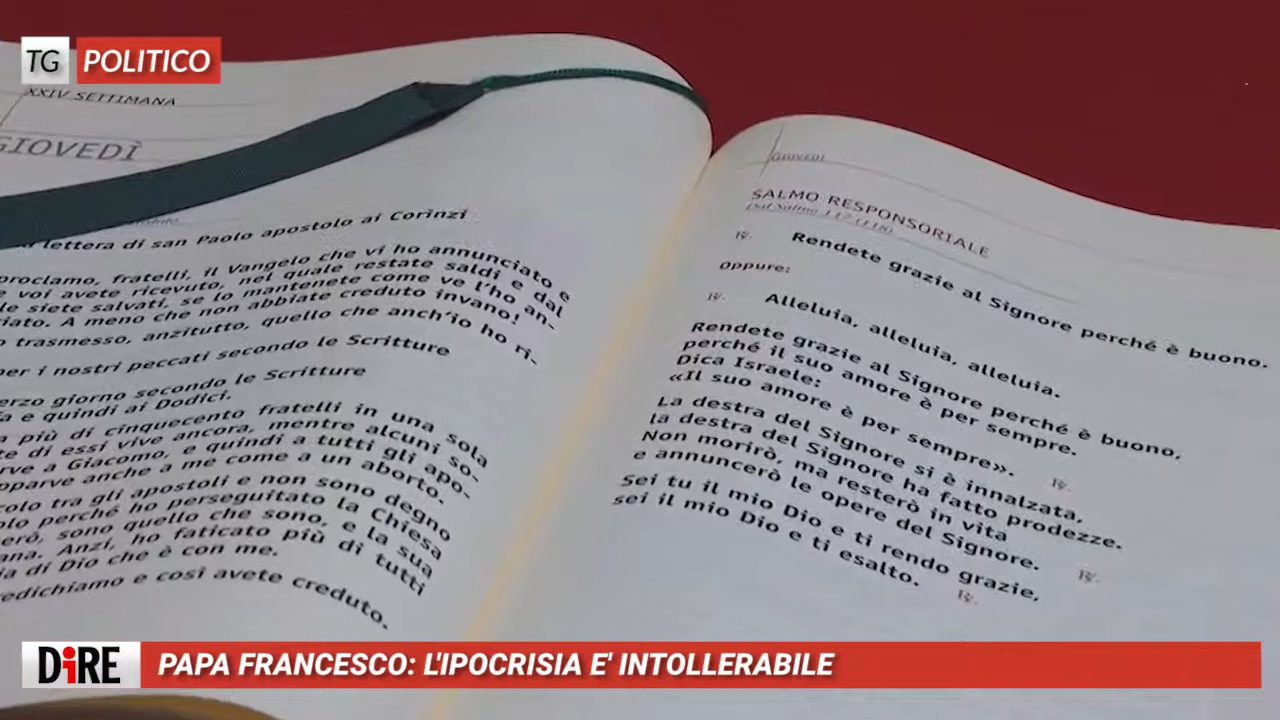 TG POLITICO
XXIV SETTIMANA
GIOVEDÌ
lettera di san Paolo apostolo ai Corinzi
proclamo, fratelli, il Vangelo che vi ho annunciato e
voi avete ricevuto, nel quale restate saldi e dal
le siete salvati, se lo mantenete come ve l'ho an-
iato. A meno che non abbiate creduto invano!
trasmesso, anzitutto, quello che anch'io ho ri-
per i nostri peccati secondo le Scritture
erzo giorno secondo le Scritture
a e quindi ai Dodici.
più di cinquecento fratelli in una sola
te di essi vive ancora, mentre alcuni so-
rve a Giacomo, e quindi a tutti gli apo-
pparve anche a me come a un aborto.
colo tra gli apostoli e non sono degno
olo perché ho perseguitato la Chiesa
erò, sono quello che sono, e la sua
ana. Anzi, ho faticato più di tutti
ia di Dio che è con me.
redichiamo e così avete creduto.
GIOVEDÌ
SALMO RESPONSORIALE
Dal Salmo 117 (118)
℟. Rendete grazie al Signore perché è buono.
Oppure:
℟. Alleluia, alleluia, alleluia.
Rendete grazie al Signore perché è buono,
perché il suo amore è per sempre.
Dica Israele:
«Il suo amore è per sempre». ℟.
La destra del Signore si è innalzata,
la destra del Signore ha fatto prodezze.
Non morirò, ma resterò in vita
e annuncerò le opere del Signore. ℟.
Sei tu il mio Dio e ti rendo grazie,
sei il mio Dio e ti esalto. ℟.
DiRE
PAPA FRANCESCO: L'IPOCRISIA E' INTOLLERABILE